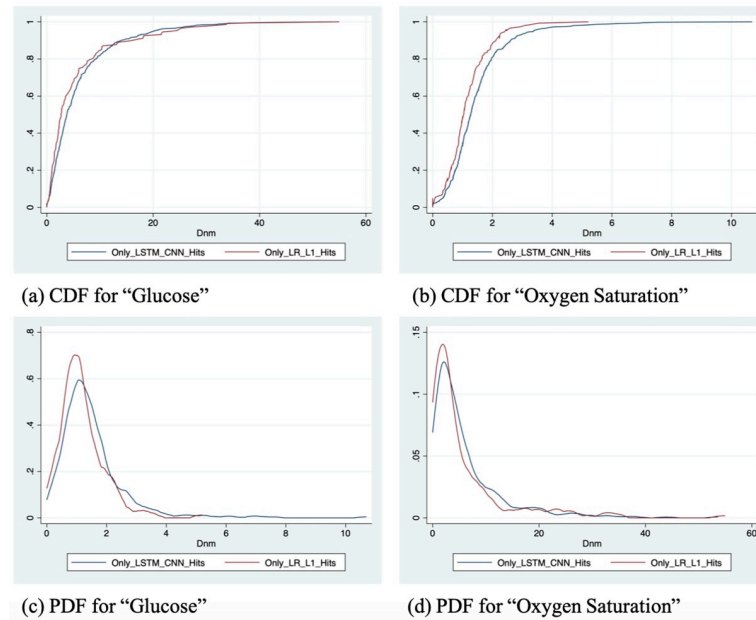 1
.8
.6
.4
.2
0
0 20 40 60
Dnm
Only_LSTM_CNN_Hits Only_LR_L1_Hits
(a) CDF for “Glucose”
1
.8
.6
.4
.2
0
0 2 4 6 8 10
Dnm
Only_LSTM_CNN_Hits Only_LR_L1_Hits
(b) CDF for “Oxygen Saturation”
.8
.6
.4
.2
0
0 2 4 6 8 10
Dnm
Only_LSTM_CNN_Hits Only_LR_L1_Hits
(c) PDF for “Glucose”
.15
.1
.05
0
0 20 40 60
Dnm
Only_LSTM_CNN_Hits Only_LR_L1_Hits
(d) PDF for “Oxygen Saturation”